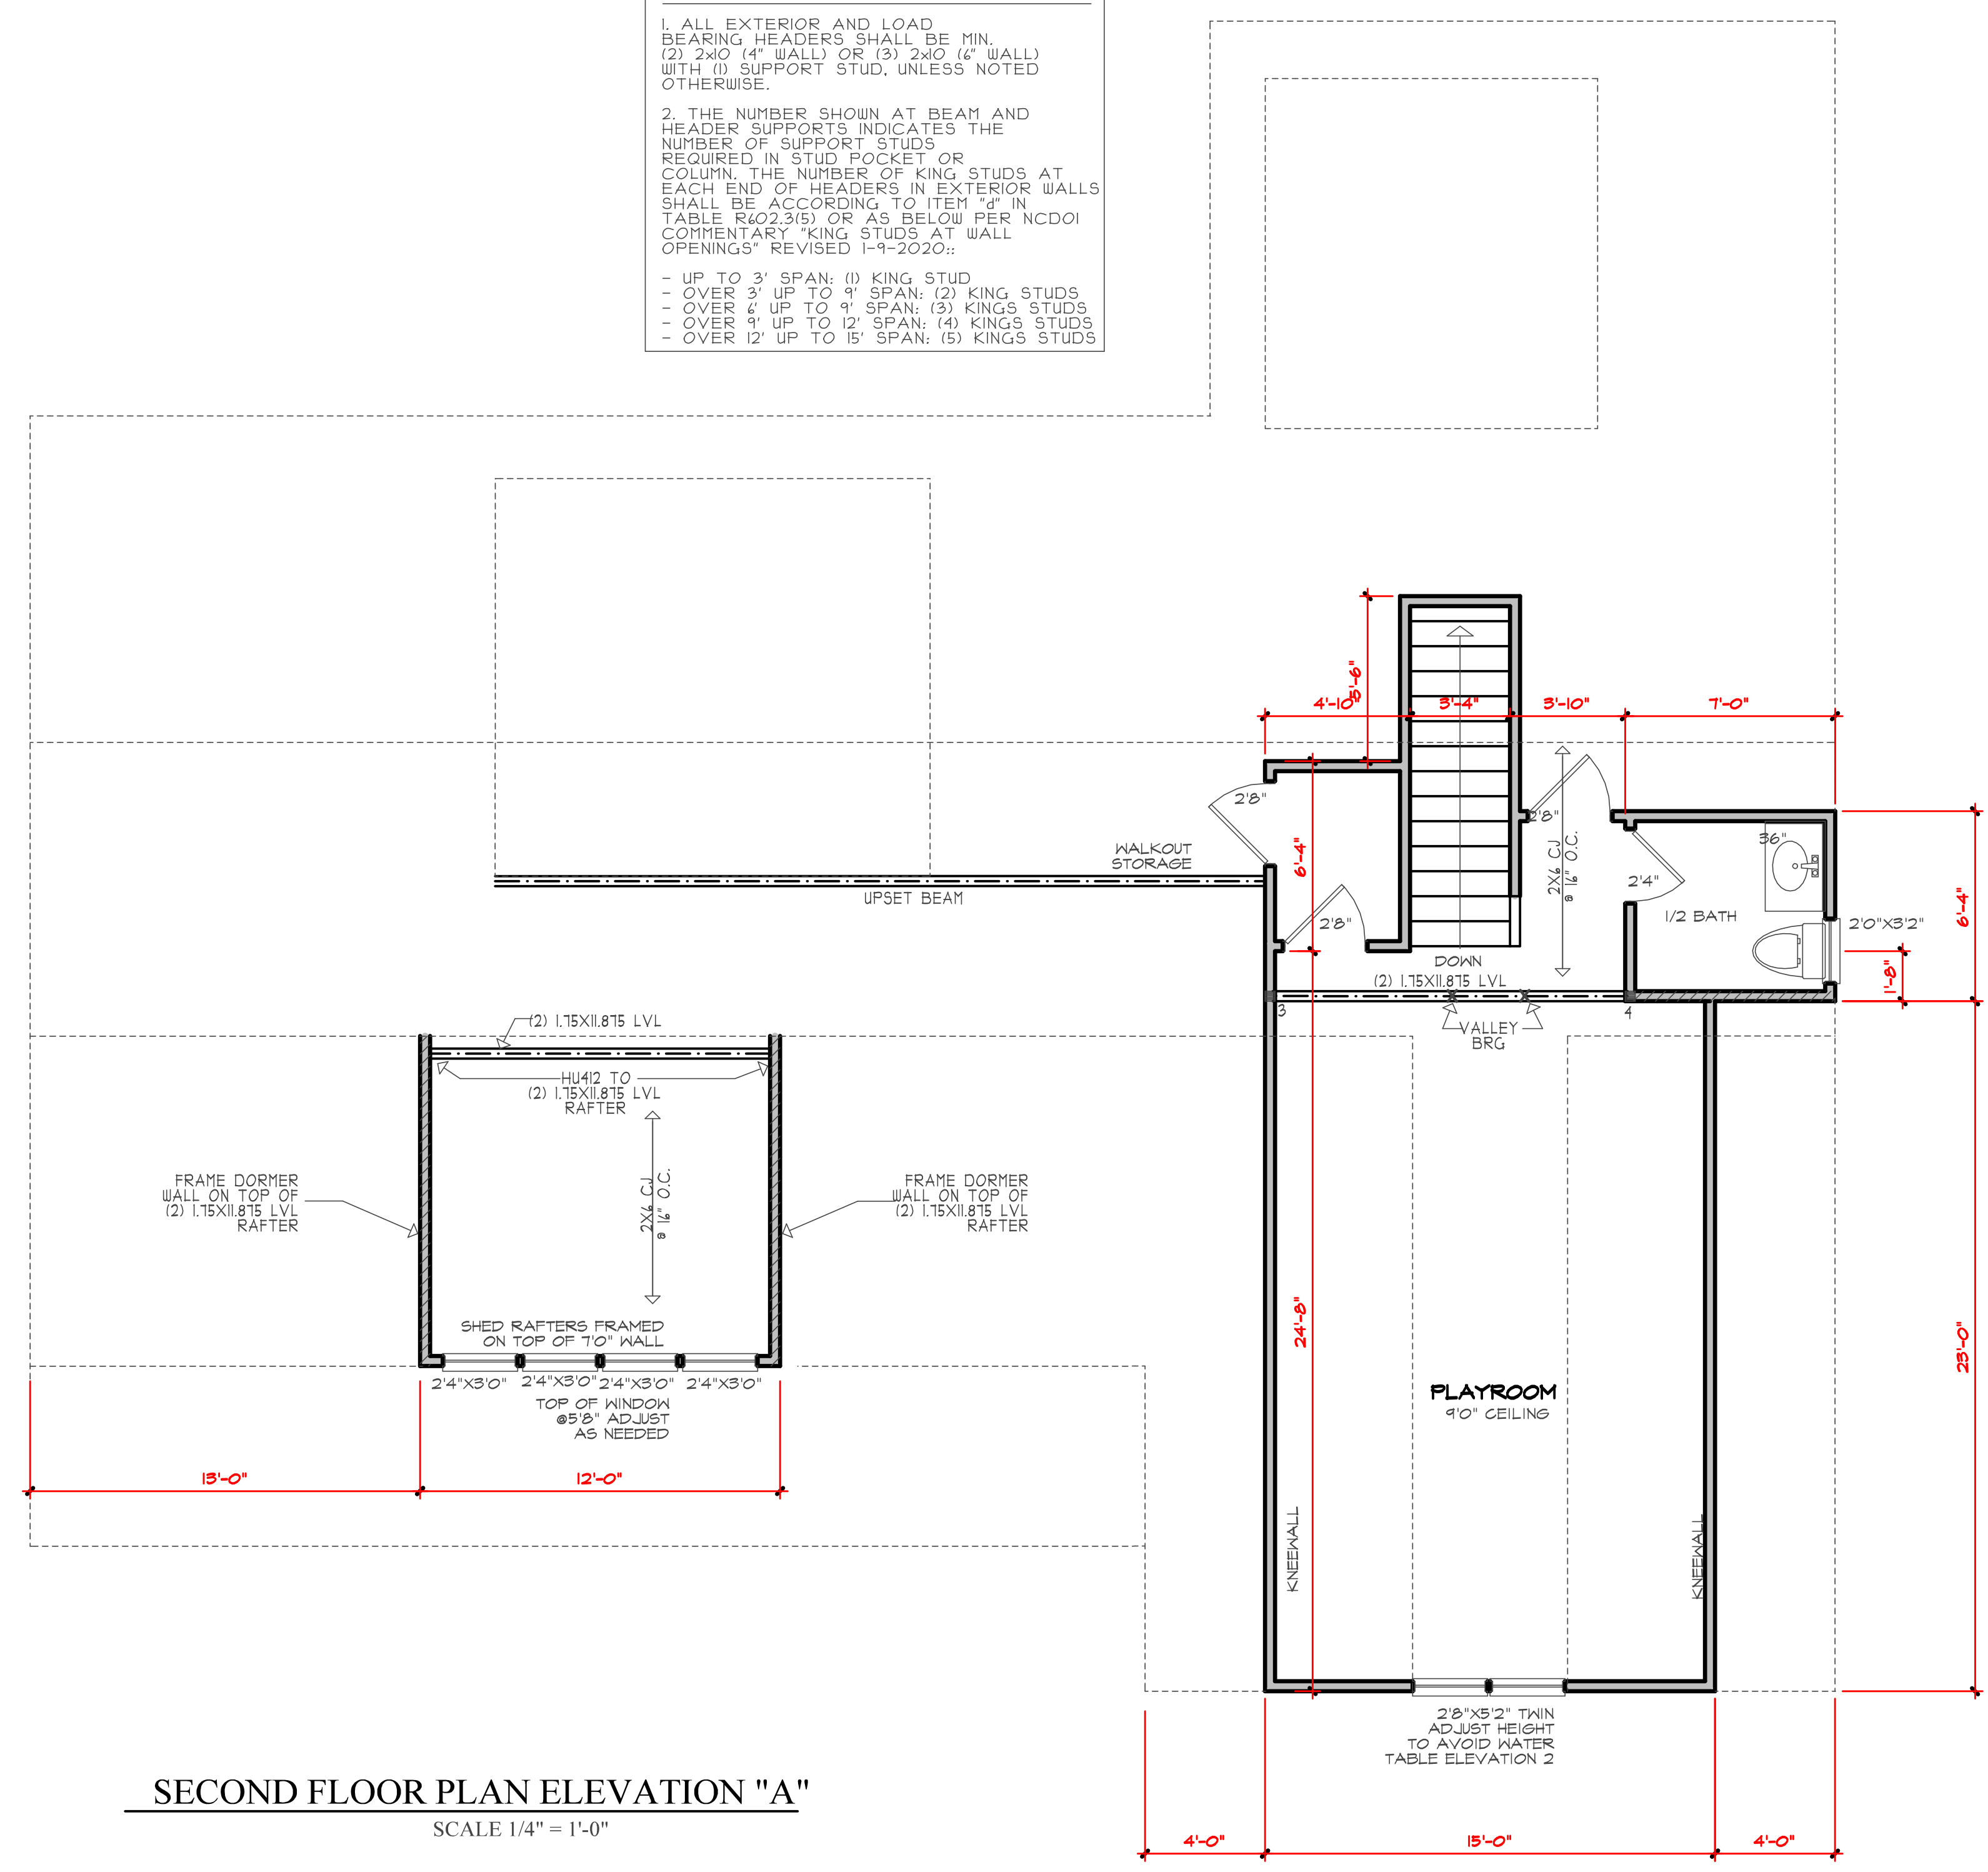 1. ALL EXTERIOR AND LOAD
BEARING HEADERS SHALL BE MIN.
(2) 2x10 (4" WALL) OR (3) 2x10 (6" WALL)
WITH (1) SUPPORT STUD, UNLESS NOTED
OTHERWISE.
2. THE NUMBER SHOWN AT BEAM AND
HEADER SUPPORTS INDICATES THE
NUMBER OF SUPPORT STUDS
REQUIRED IN STUD POCKET OR
COLUMN. THE NUMBER OF KING STUDS AT
EACH END OF HEADERS IN EXTERIOR WALLS
SHALL BE ACCORDING TO ITEM "d" IN
TABLE R602.3(5) OR AS BELOW PER NCDOI
COMMENTARY "KING STUDS AT WALL
OPENINGS" REVISED 1-9-2020::
- UP TO 3' SPAN: (1) KING STUD
- OVER 3' UP TO 9' SPAN: (2) KING STUDS
- OVER 6' UP TO 9' SPAN: (3) KINGS STUDS
- OVER 9' UP TO 12' SPAN: (4) KINGS STUDS
- OVER 12' UP TO 15' SPAN: (5) KINGS STUDS
5'-6"
4'-10"
3'-4"
3'-10"
7'-0"
2'8"
2'8"
36"
WALKOUT
STORAGE
6'-4"
2X6 CJ
@ 16" O.C.
2'4"
UPSET BEAM
2'8"
1/2 BATH
2'0"X3'2"
6'-4"
DOWN
(2) 1.75X11.875 LVL
1'-8"
3
4
VALLEY
BRG
(2) 1.75X11.875 LVL
HU412 TO
(2) 1.75X11.875 LVL
RAFTER
FRAME DORMER
WALL ON TOP OF
(2) 1.75X11.875 LVL
RAFTER
2X6 CJ
@ 16" O.C.
FRAME DORMER
WALL ON TOP OF
(2) 1.75X11.875 LVL
RAFTER
SHED RAFTERS FRAMED
ON TOP OF 7'0" WALL
2'4"X3'0"
2'4"X3'0"
2'4"X3'0"
2'4"X3'0"
TOP OF WINDOW
@5'8" ADJUST
AS NEEDED
24'-8"
23'-0"
PLAYROOM
9'0" CEILING
13'-0"
12'-0"
KNEEWALL
KNEEWALL
2'8"X5'2" TWIN
ADJUST HEIGHT
TO AVOID WATER
TABLE ELEVATION 2
SECOND FLOOR PLAN ELEVATION "A"
SCALE 1/4" = 1'-0"
4'-0"
15'-0"
4'-0"